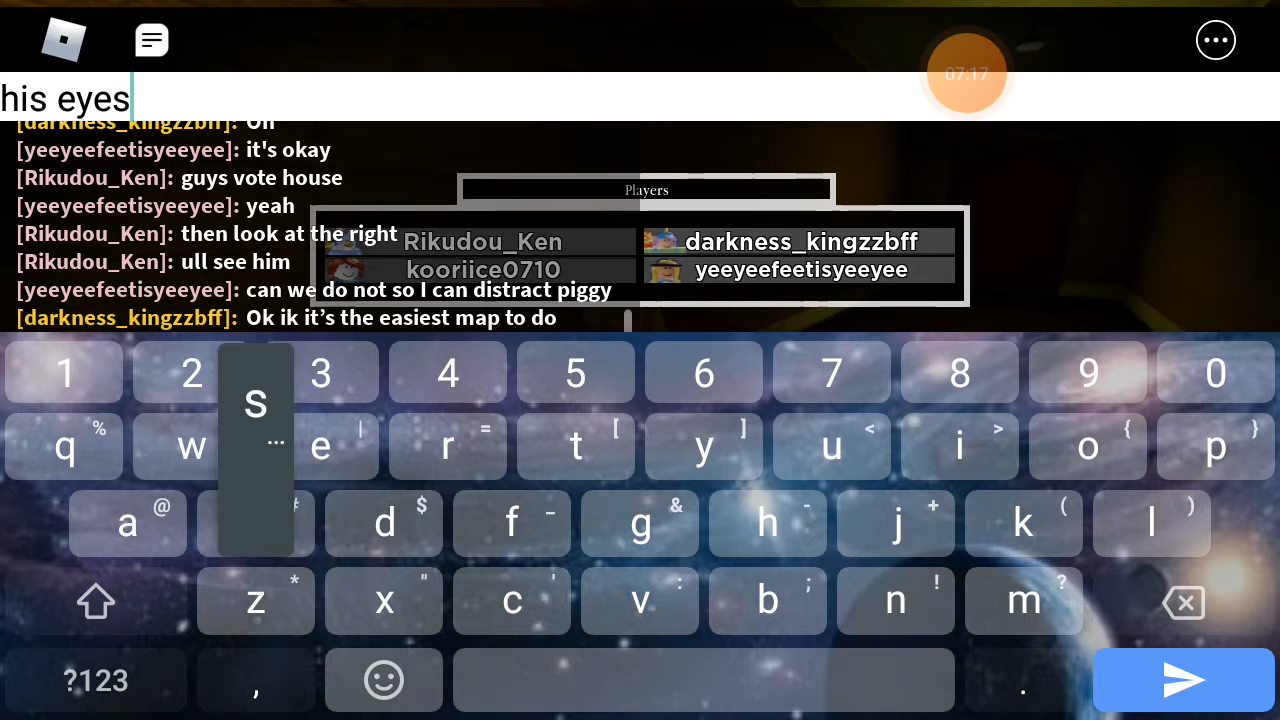 07:17
his eyes
[darkness_kingzzbff]: Oh
[yeeyeefeetisyeeyee]: it's okay
[Rikudou_Ken]: guys vote house
[yeeyeefeetisyeeyee]: yeah
[Rikudou_Ken]: then look at the right
[Rikudou_Ken]: ull see him
[yeeyeefeetisyeeyee]: can we do not so I can distract piggy
[darkness_kingzzbff]: Ok ik it’s the easiest map to do
Players
Rikudou_Ken darkness_kingzzbff
kooriice0710 yeeyeefeetisyeeyee
1 2 3 4 5 6 7 8 9 0
s ...
q % w e | r = t [ y ] u < i > o { p }
a @ # d $ f _ g & h - j + k ( l )
z * x " c ' v : b ; n ! m ?
?123 , .